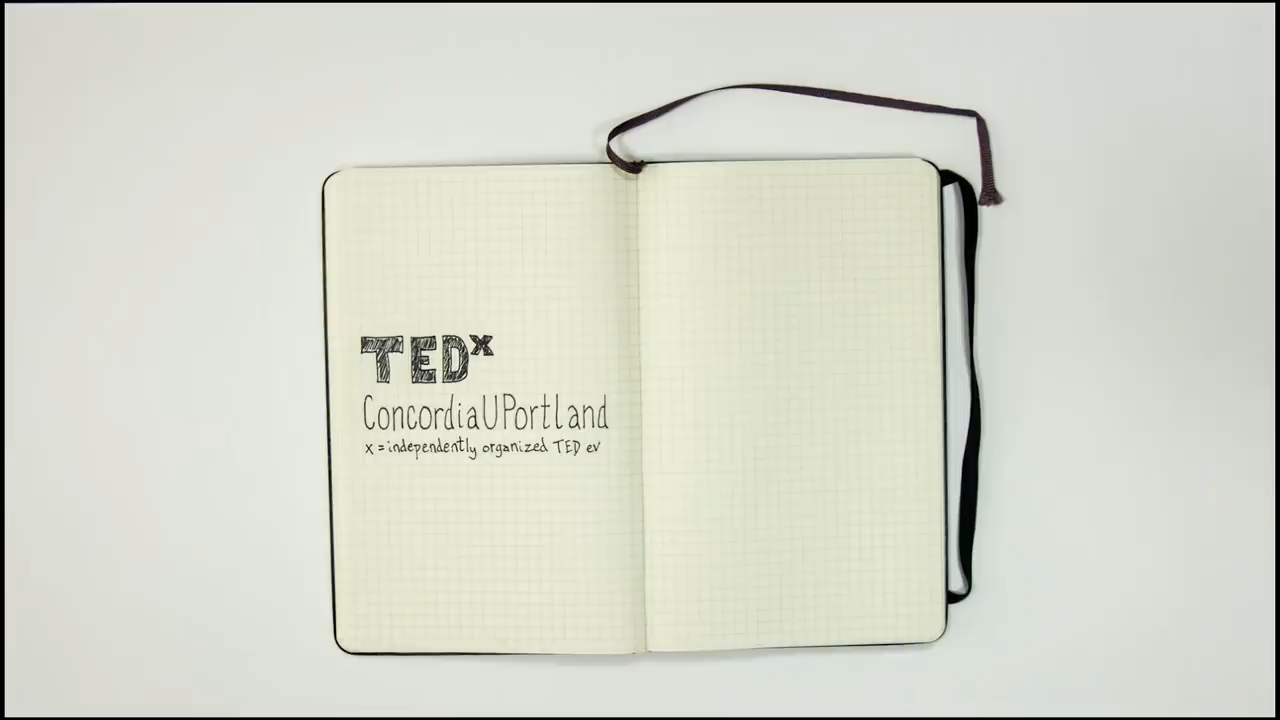 TEDx
ConcordiaUPortland
x = independently organized TED ev